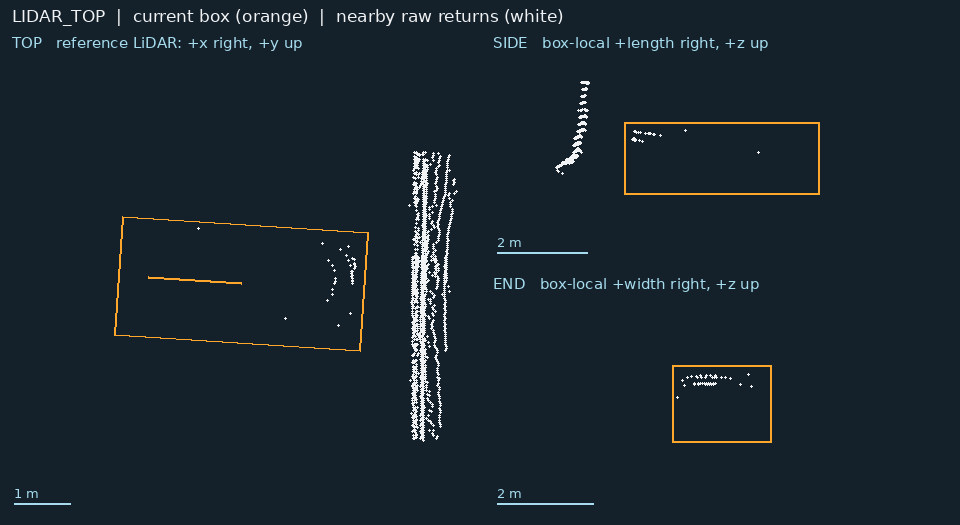 LIDAR_TOP | current box (orange) | nearby raw returns (white)
TOP reference LiDAR: +x right, +y up
SIDE box-local +length right, +z up
2 m
END box-local +width right, +z up
1 m
2 m